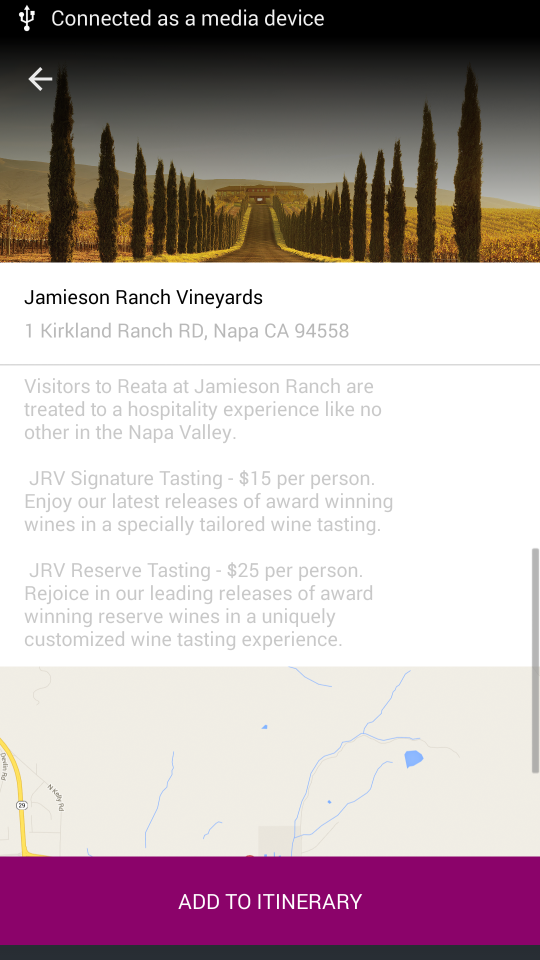 Connected as a media device
Jamieson Ranch Vineyards
1 Kirkland Ranch RD, Napa CA 94558
Visitors to Reata at Jamieson Ranch are
treated to a hospitality experience like no
other in the Napa Valley.
JRV Signature Tasting - $15 per person.
Enjoy our latest releases of award winning
wines in a specially tailored wine tasting.
JRV Reserve Tasting - $25 per person.
Rejoice in our leading releases of award
winning reserve wines in a uniquely
customized wine tasting experience.
Devlin Rd
29
N Kelly Rd
ADD TO ITINERARY